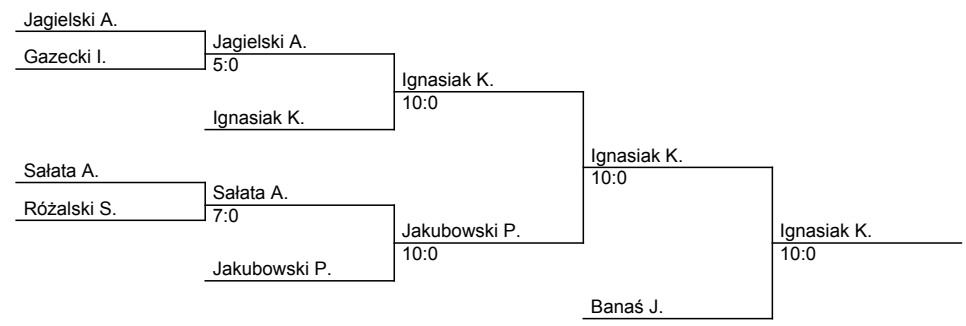 Jagielski A.
Gazecki I.
Jagielski A.
5:0
Ignasiak K.
Ignasiak K.
10:0
Sałata A.
Różalski S.
Sałata A.
7:0
Jakubowski P.
Jakubowski P.
10:0
Ignasiak K.
10:0
Banaś J.
Ignasiak K.
10:0